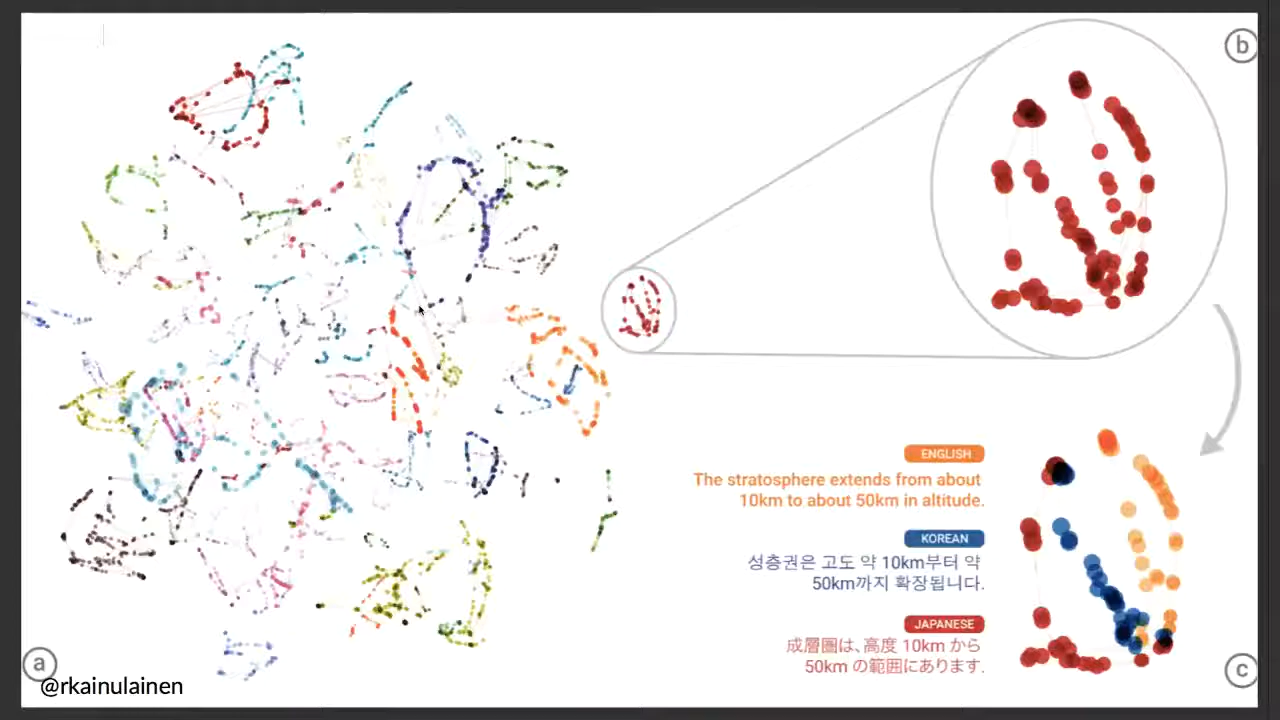 b
ENGLISH
The stratosphere extends from about
10km to about 50km in altitude.
KOREAN
성층권은 고도 약 10km부터 약
50km까지 확장됩니다.
JAPANESE
成層圏は、高度 10km から
50km の範囲にあります。
a
c
@rkainulainen